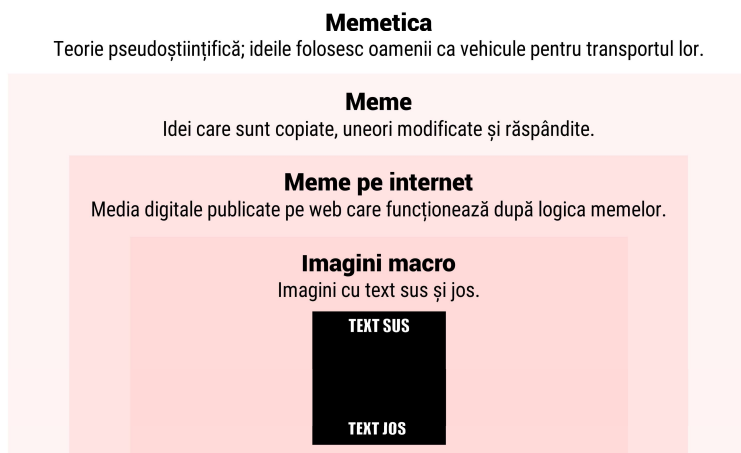 Memetica
Teorie pseudoștiințifică; ideile folosesc oamenii ca vehicule pentru transportul lor.
Meme
Idei care sunt copiate, uneori modificate și răspândite.
Meme pe internet
Media digitale publicate pe web care funcționează după logica memelor.
Imagini macro
Imagini cu text sus și jos.
TEXT SUS
TEXT JOS